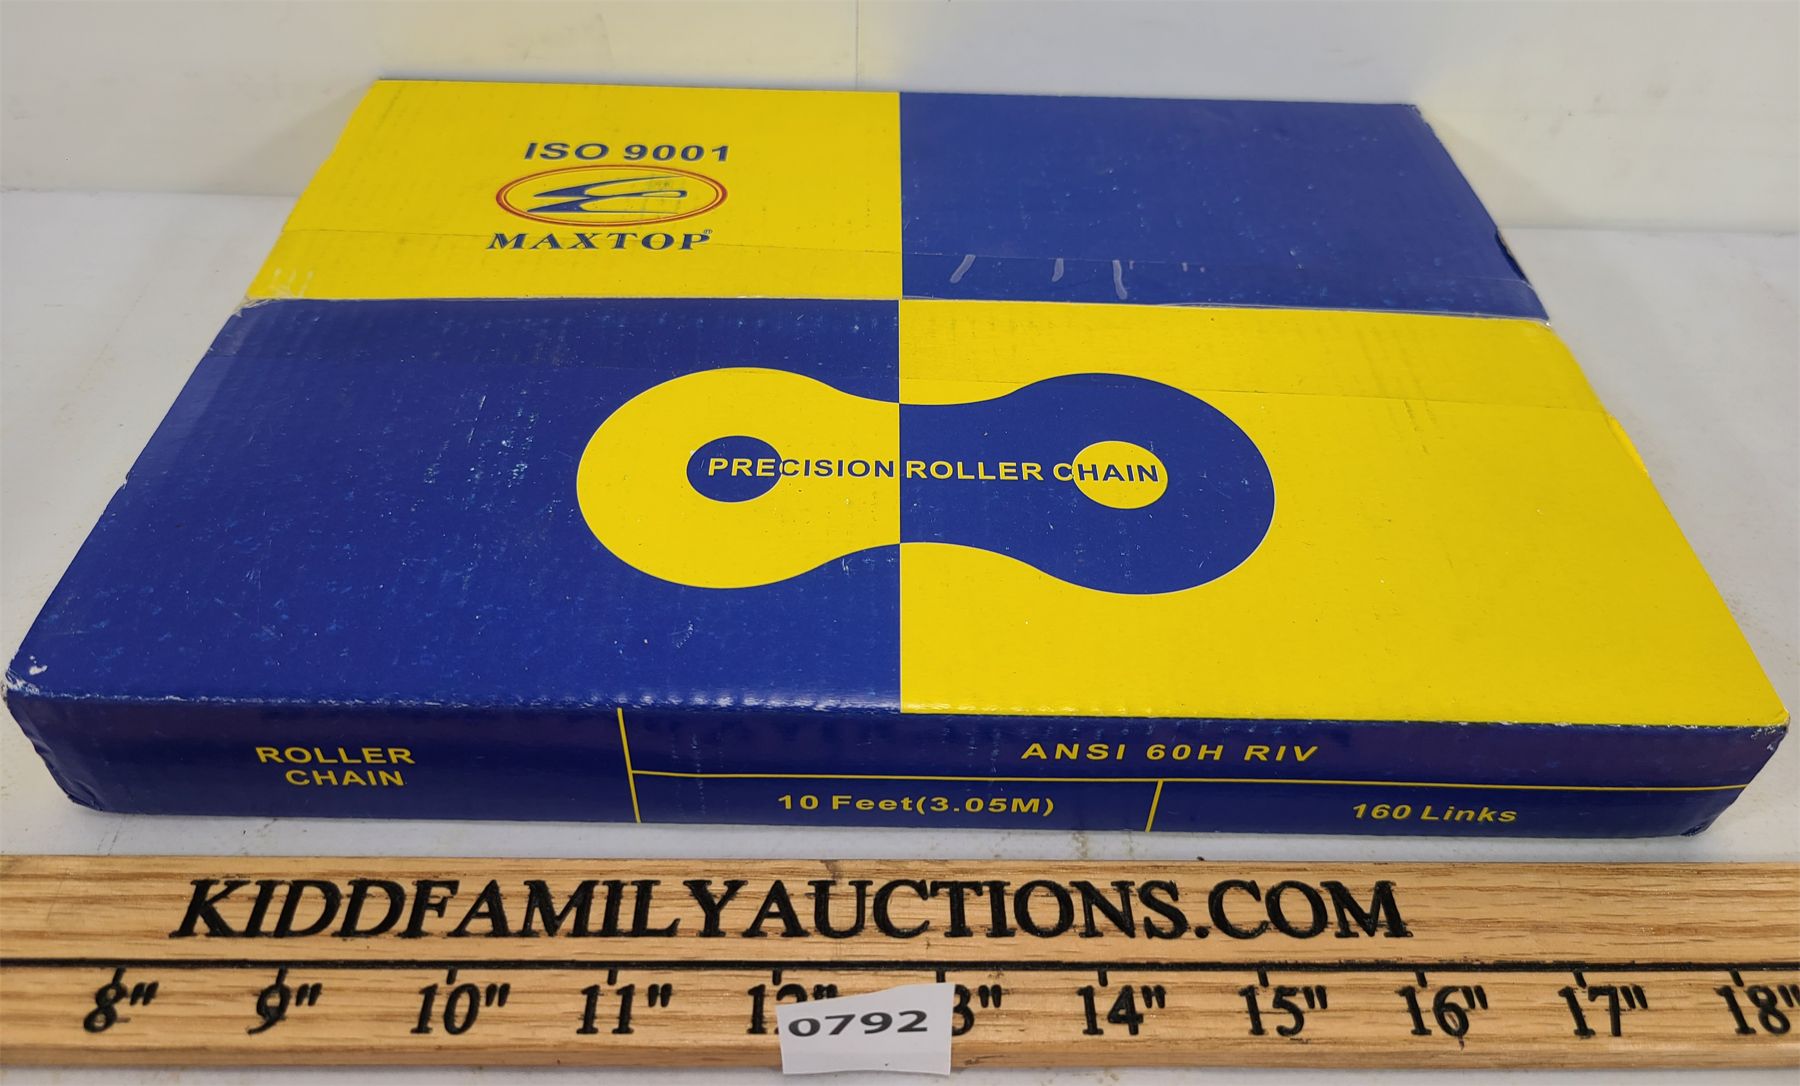 ISO 9001
MAXTOP®
PRECISION ROLLER CHAIN
ROLLER
CHAIN
ANSI 60H RIV
10 Feet(3.05M)
160 Links
KIDDFAMILYAUCTIONS.COM
8" 9" 10" 11" 12" 3" 14" 15" 16" 17" 18"
0792